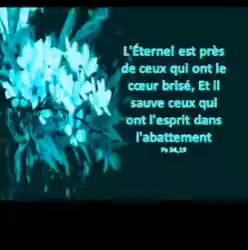 L'Éternel est près
de ceux qui ont le
cœur brisé, Et il
sauve ceux qui
ont l'esprit dans
l'abattement
Ps 34,19